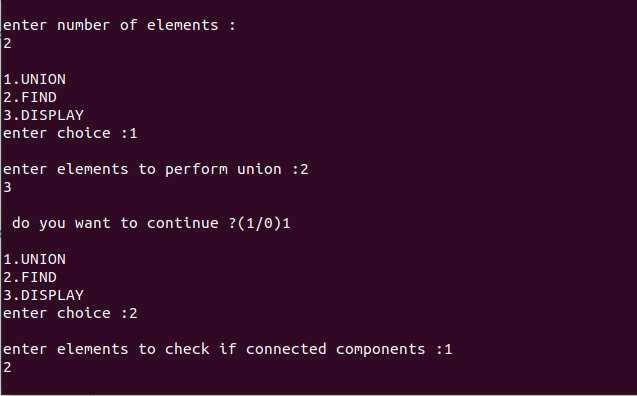 enter number of elements :
2
1.UNION
2.FIND
3.DISPLAY
enter choice :1
enter elements to perform union :2
3
do you want to continue ?(1/0)1
1.UNION
2.FIND
3.DISPLAY
enter choice :2
enter elements to check if connected components :1
2